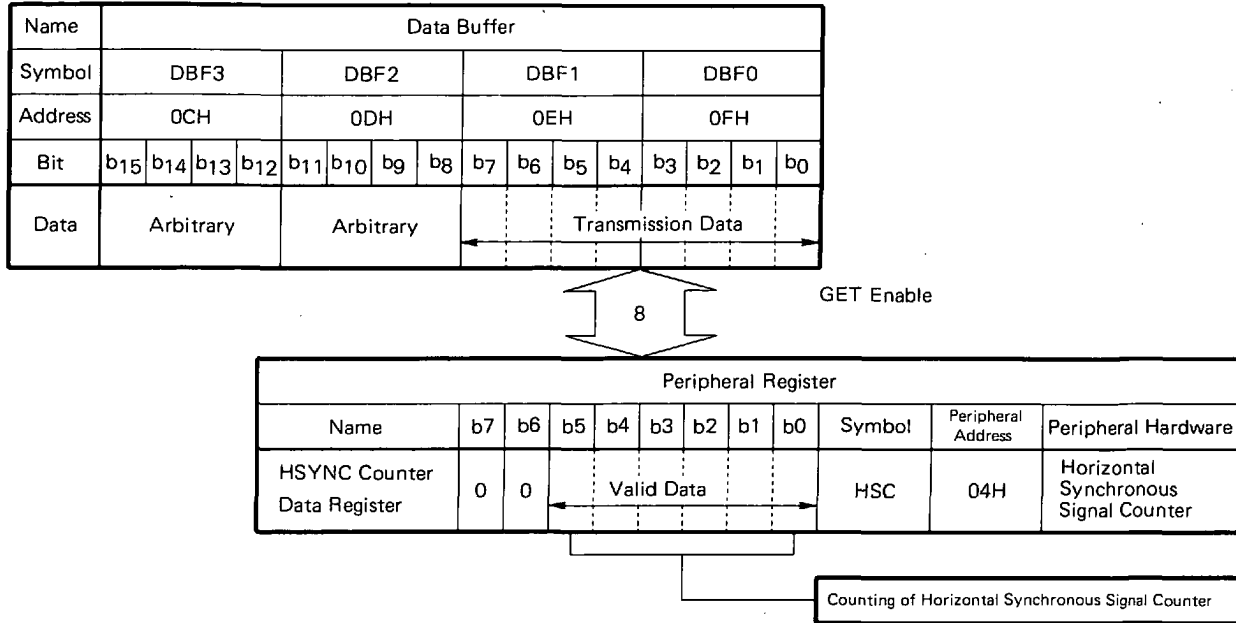 Name Data Buffer
Symbol DBF3 DBF2 DBF1 DBF0
Address 0CH 0DH 0EH 0FH
Bit b15 b14 b13 b12 b11 b10 b9 b8 b7 b6 b5 b4 b3 b2 b1 b0
Data Arbitrary Arbitrary Transmission Data
8 GET Enable
Peripheral Register
Name b7 b6 b5 b4 b3 b2 b1 b0 Symbol Peripheral Address Peripheral Hardware
HSYNC Counter
Data Register
0 0 Valid Data HSC 04H
Horizontal
Synchronous
Signal Counter
Counting of Horizontal Synchronous Signal Counter